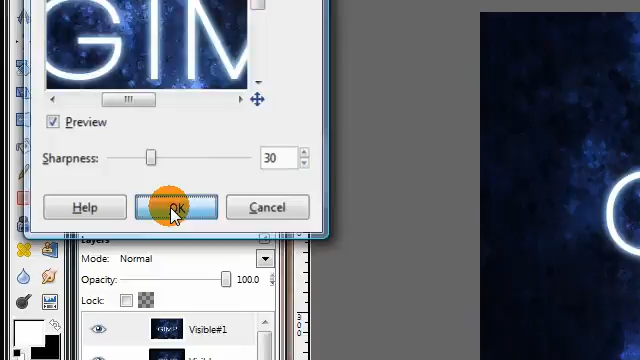 GIM
Preview
Sharpness: 30
Help OK Cancel
Layers
Mode: Normal
Opacity: 100.0
Lock:
Visible#1